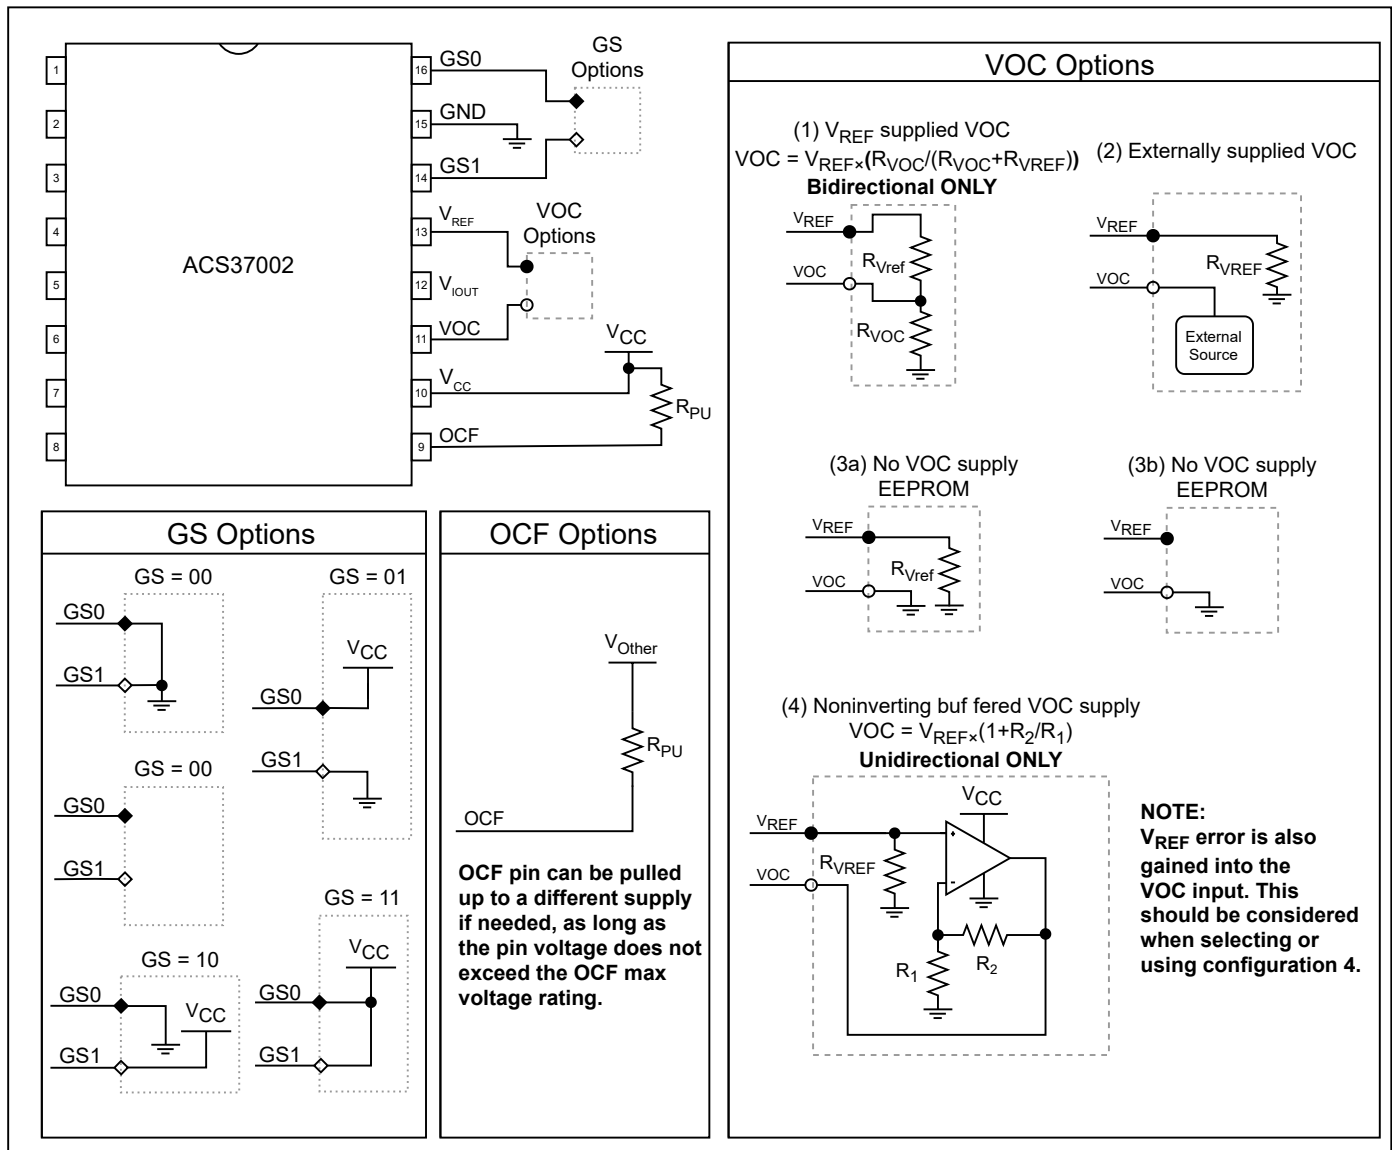 1
2
3
4
5
6
7
8
ACS37002
16 GS0
15 GND
14 GS1
13 VREF
12 VIOUT
11 VOC
10 VCC
9 OCF
GS
Options
VOC
Options
VCC
RPU
GS Options
GS = 00
GS0
GS1
GS = 01
VCC
GS0
GS1
GS = 00
GS0
GS1
GS = 10
GS0
VCC
GS1
GS = 11
VCC
GS0
GS1
OCF Options
VOther
RPU
OCF
OCF pin can be pulled
up to a different supply
if needed, as long as
the pin voltage does not
exceed the OCF max
voltage rating.
VOC Options
(1) VREF supplied VOC
VOC = VREF×(RVOC/(RVOC+RVREF))
Bidirectional ONLY
VREF
RVref
VOC
RVOC
(2) Externally supplied VOC
VREF
RVREF
VOC
External
Source
(3a) No VOC supply
EEPROM
VREF
RVref
VOC
(3b) No VOC supply
EEPROM
VREF
VOC
(4) Noninverting buf fered VOC supply
VOC = VREF×(1+R2/R1)
Unidirectional ONLY
VCC
VREF
+
RVREF
VOC
-
R1
R2
NOTE:
VREF error is also
gained into the
VOC input. This
should be considered
when selecting or
using configuration 4.